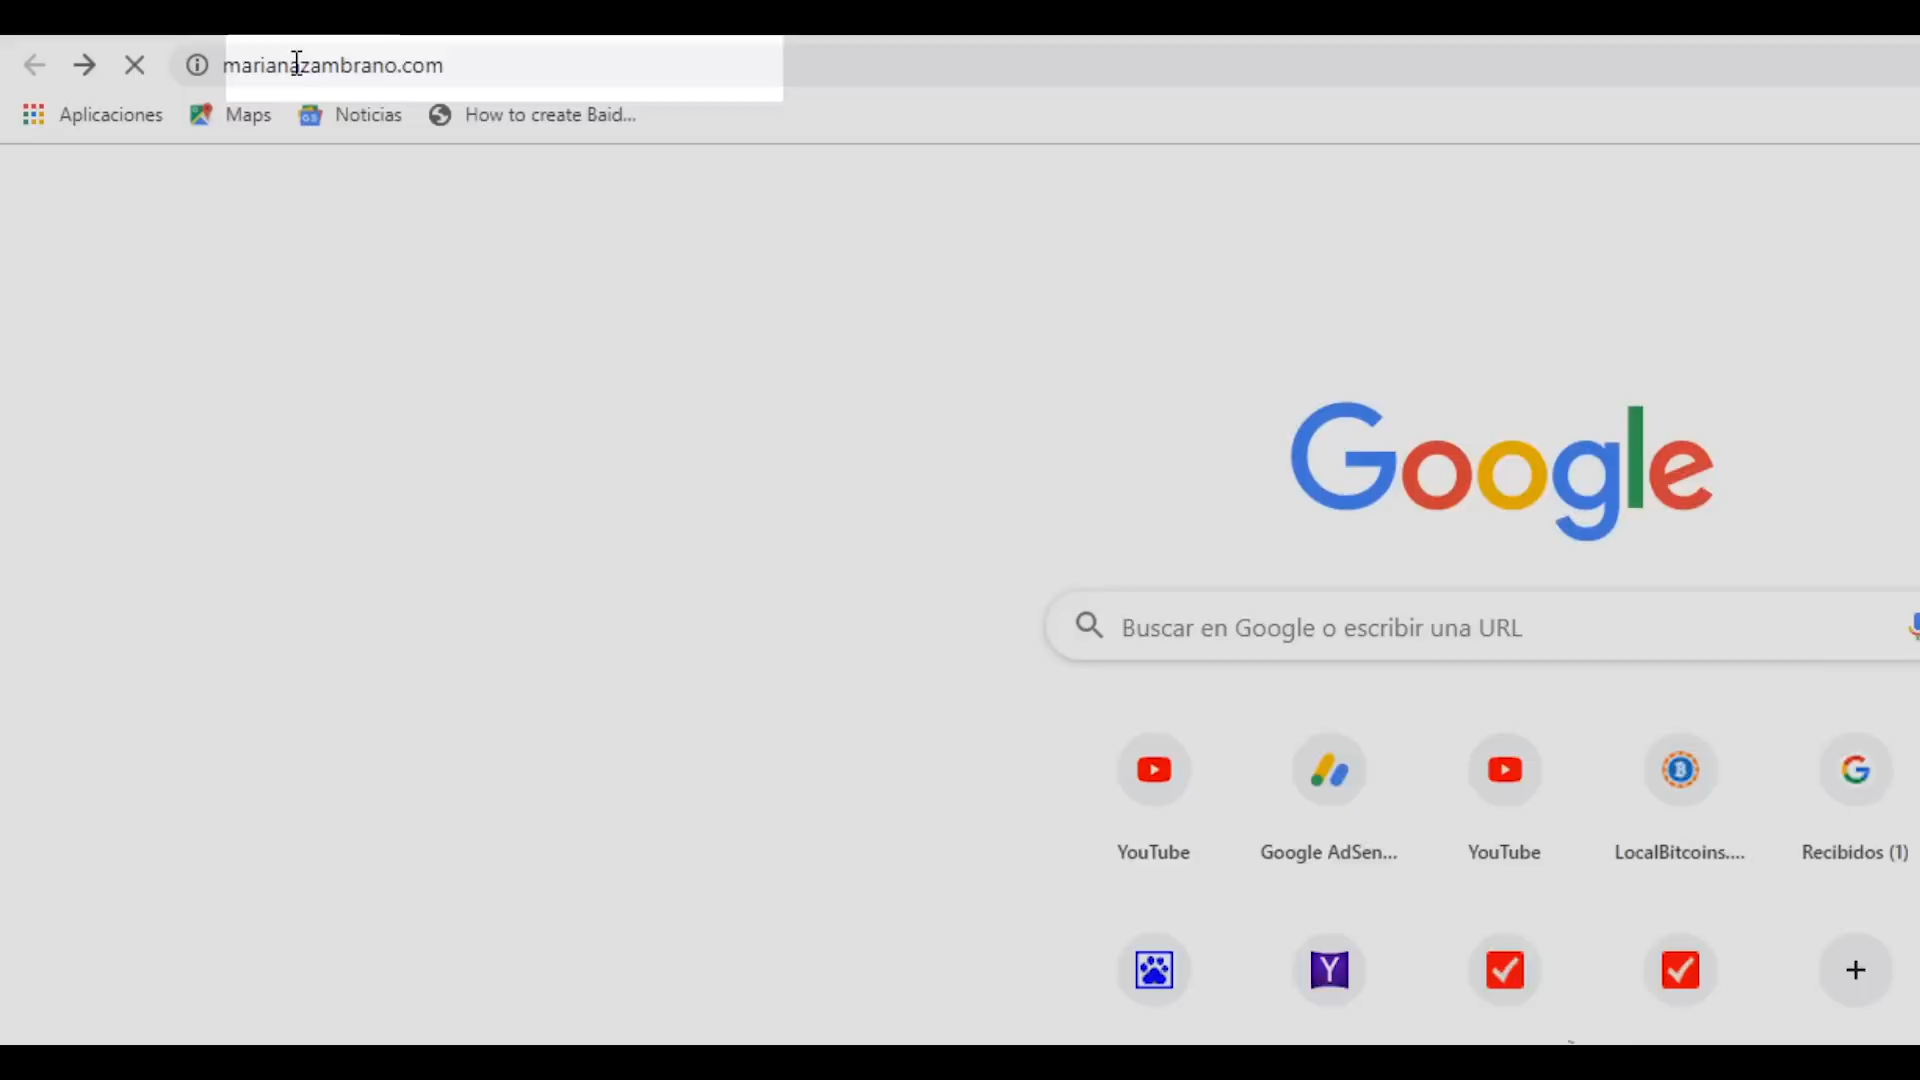 marianazambrano.com
Aplicaciones Maps Noticias How to create Baid...
Google
Buscar en Google o escribir una URL
YouTube Google AdSen... YouTube LocalBitcoins.... Recibidos (1)